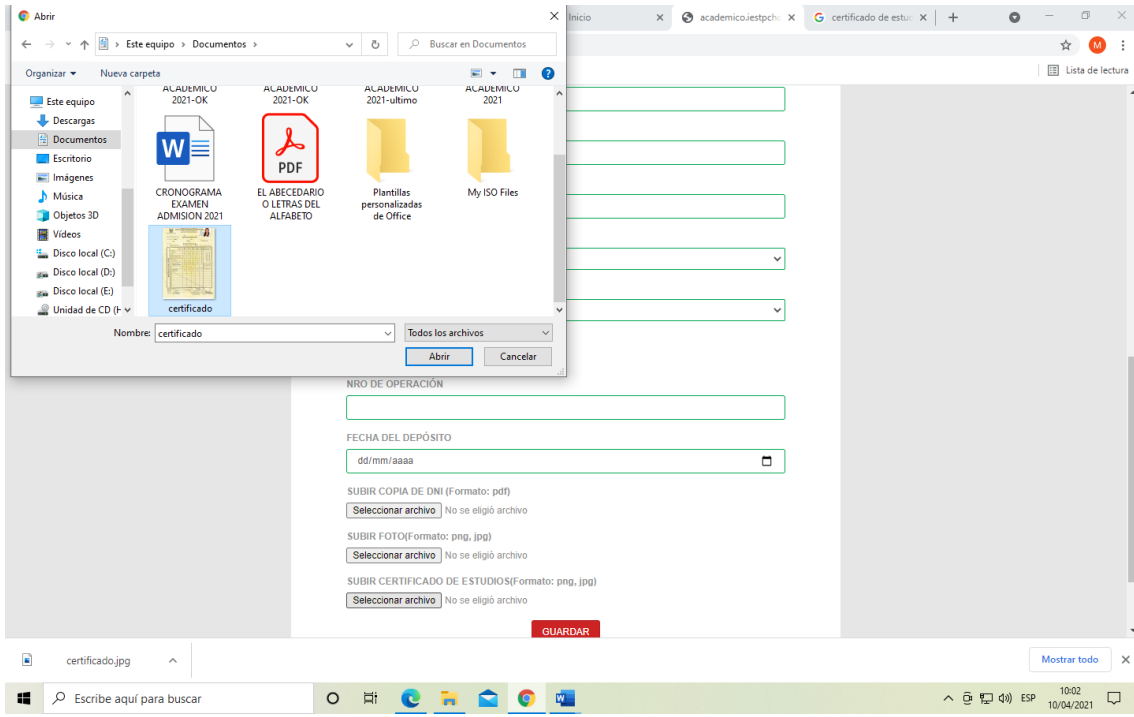 Abrir
Inicio
academico.iestpchc
certificado de estuc
Este equipo > Documentos >
Buscar en Documentos
M
Organizar
Nueva carpeta
Lista de lectura
Este equipo
Descargas
Documentos
Escritorio
Imágenes
Música
Objetos 3D
Vídeos
Disco local (C:)
Disco local (D:)
Disco local (E:)
Unidad de CD (H
ACADEMICO
2021-OK
ACADEMICO
2021-OK
ACADEMICO
2021-ultimo
ACADEMICO
2021
W
PDF
CRONOGRAMA
EXAMEN
ADMISION 2021
EL ABECEDARIO
O LETRAS DEL
ALFABETO
Plantillas
personalizadas
de Office
My ISO Files
certificado
Nombre: certificado
Todos los archivos
Abrir
Cancelar
NRO DE OPERACIÓN
FECHA DEL DEPÓSITO
dd/mm/aaaa
SUBIR COPIA DE DNI (Formato: pdf)
Seleccionar archivo No se eligió archivo
SUBIR FOTO(Formato: png, jpg)
Seleccionar archivo No se eligió archivo
SUBIR CERTIFICADO DE ESTUDIOS(Formato: png, jpg)
Seleccionar archivo No se eligió archivo
GUARDAR
certificado.jpg
Mostrar todo
Escribe aquí para buscar
ESP
10:02
10/04/2021